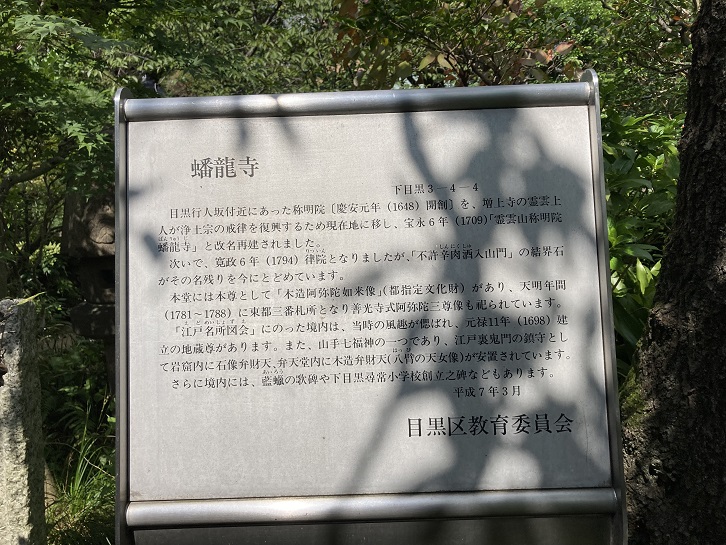 蟠龍寺
下目黒3―4―4
目黒行人坂付近にあった称明院〔慶安元年(1648)開創〕を、増上寺の霊雲上
人が浄土宗の戒律を復興するため現在地に移し、宝永6年(1709)「霊雲山称明院
蟠龍寺」と改名再建されました。
次いで、寛政6年(1794)律院となりましたが、「不許辛肉酒入山門」の結界石
がその名残りを今にとどめています。
本堂には本尊として「木造阿弥陀如来像」(都指定文化財)があり、天明年間
(1781~1788)に東都三番札所となり善光寺式阿弥陀三尊像も祀られています。
「江戸名所図会」にのった境内は、当時の風趣が偲ばれ、元禄11年(1698)建
立の地蔵尊があります。また、山手七福神の一つであり、江戸裏鬼門の鎮守とし
て岩窟内に石像弁財天、弁天堂内に木造弁財天(八臂の天女像)が安置されています。
さらに境内には、藍蠟の歌碑や下目黒尋常小学校創立之碑などもあります。
平成7年3月
目黒区教育委員会